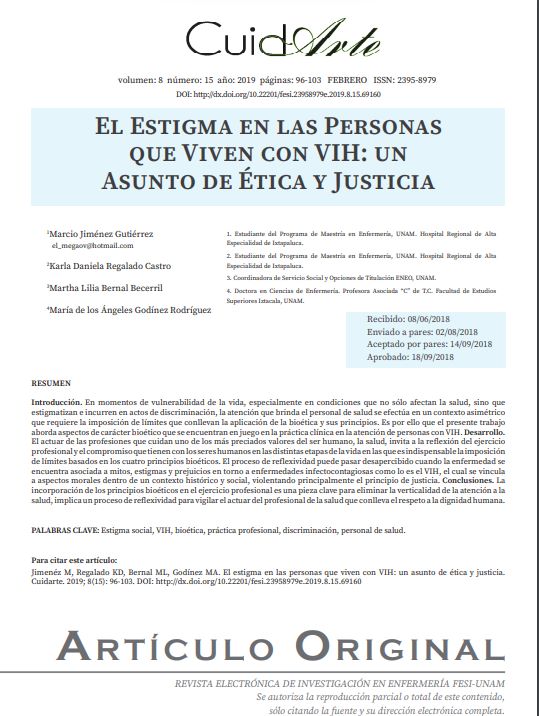 CuidArte
volumen: 8 número: 15 año: 2019 páginas: 96-103 FEBRERO ISSN: 2395-8979
DOI: http://dx.doi.org/10.22201/fesi.23958979e.2019.8.15.69160
El Estigma en las Personas
que Viven con VIH: un
Asunto de Ética y Justicia
¹Marcio Jiménez Gutiérrez
el_megaov@hotmail.com
²Karla Daniela Regalado Castro
³Martha Lilia Bernal Becerril
⁴María de los Ángeles Godínez Rodríguez
1. Estudiante del Programa de Maestría en Enfermería, UNAM. Hospital Regional de Alta
Especialidad de Ixtapaluca.
2. Estudiante del Programa de Maestría en Enfermería, UNAM. Hospital Regional de Alta
Especialidad de Ixtapaluca.
3. Coordinadora de Servicio Social y Opciones de Titulación ENEO, UNAM.
4. Doctora en Ciencias de Enfermería. Profesora Asociada “C” de T.C. Facultad de Estudios
Superiores Iztacala, UNAM.
Recibido: 08/06/2018
Enviado a pares: 02/08/2018
Aceptado por pares: 14/09/2018
Aprobado: 18/09/2018
RESUMEN
Introducción. En momentos de vulnerabilidad de la vida, especialmente en condiciones que no sólo afectan la salud, sino que
estigmatizan e incurren en actos de discriminación, la atención que brinda el personal de salud se efectúa en un contexto asimétrico
que requiere la imposición de límites que conllevan la aplicación de la bioética y sus principios. Es por ello que el presente trabajo
aborda aspectos de carácter bioético que se encuentran en juego en la práctica clínica en la atención de personas con VIH. Desarrollo.
El actuar de las profesiones que cuidan uno de los más preciados valores del ser humano, la salud, invita a la reflexión del ejercicio
profesional y el compromiso que tienen con los seres humanos en las distintas etapas de la vida en las que es indispensable la imposición
de límites basados en los cuatro principios bioéticos. El proceso de reflexividad puede pasar desapercibido cuando la enfermedad se
encuentra asociada a mitos, estigmas y prejuicios en torno a enfermedades infectocontagiosas como lo es el VIH, el cual se vincula
a aspectos morales dentro de un contexto histórico y social, violentando principalmente el principio de justicia. Conclusiones. La
incorporación de los principios bioéticos en el ejercicio profesional es una pieza clave para eliminar la verticalidad de la atención a la
salud, implica un proceso de reflexividad para vigilar el actuar del profesional de la salud que conlleva el respeto a la dignidad humana.
PALABRAS CLAVE: Estigma social, VIH, bioética, práctica profesional, discriminación, personal de salud.
Para citar este artículo:
Jimenéz M, Regalado KD, Bernal ML, Godínez MA. El estigma en las personas que viven con VIH: un asunto de ética y justicia.
Cuidarte. 2019; 8(15): 96-103. DOI: http://dx.doi.org/10.22201/fesi.23958979e.2019.8.15.69160
Artículo Original
REVISTA ELECTRÓNICA DE INVESTIGACIÓN EN ENFERMERÍA FESI-UNAM
Se autoriza la reproducción parcial o total de este contenido,
sólo citando la fuente y su dirección electrónica completa.